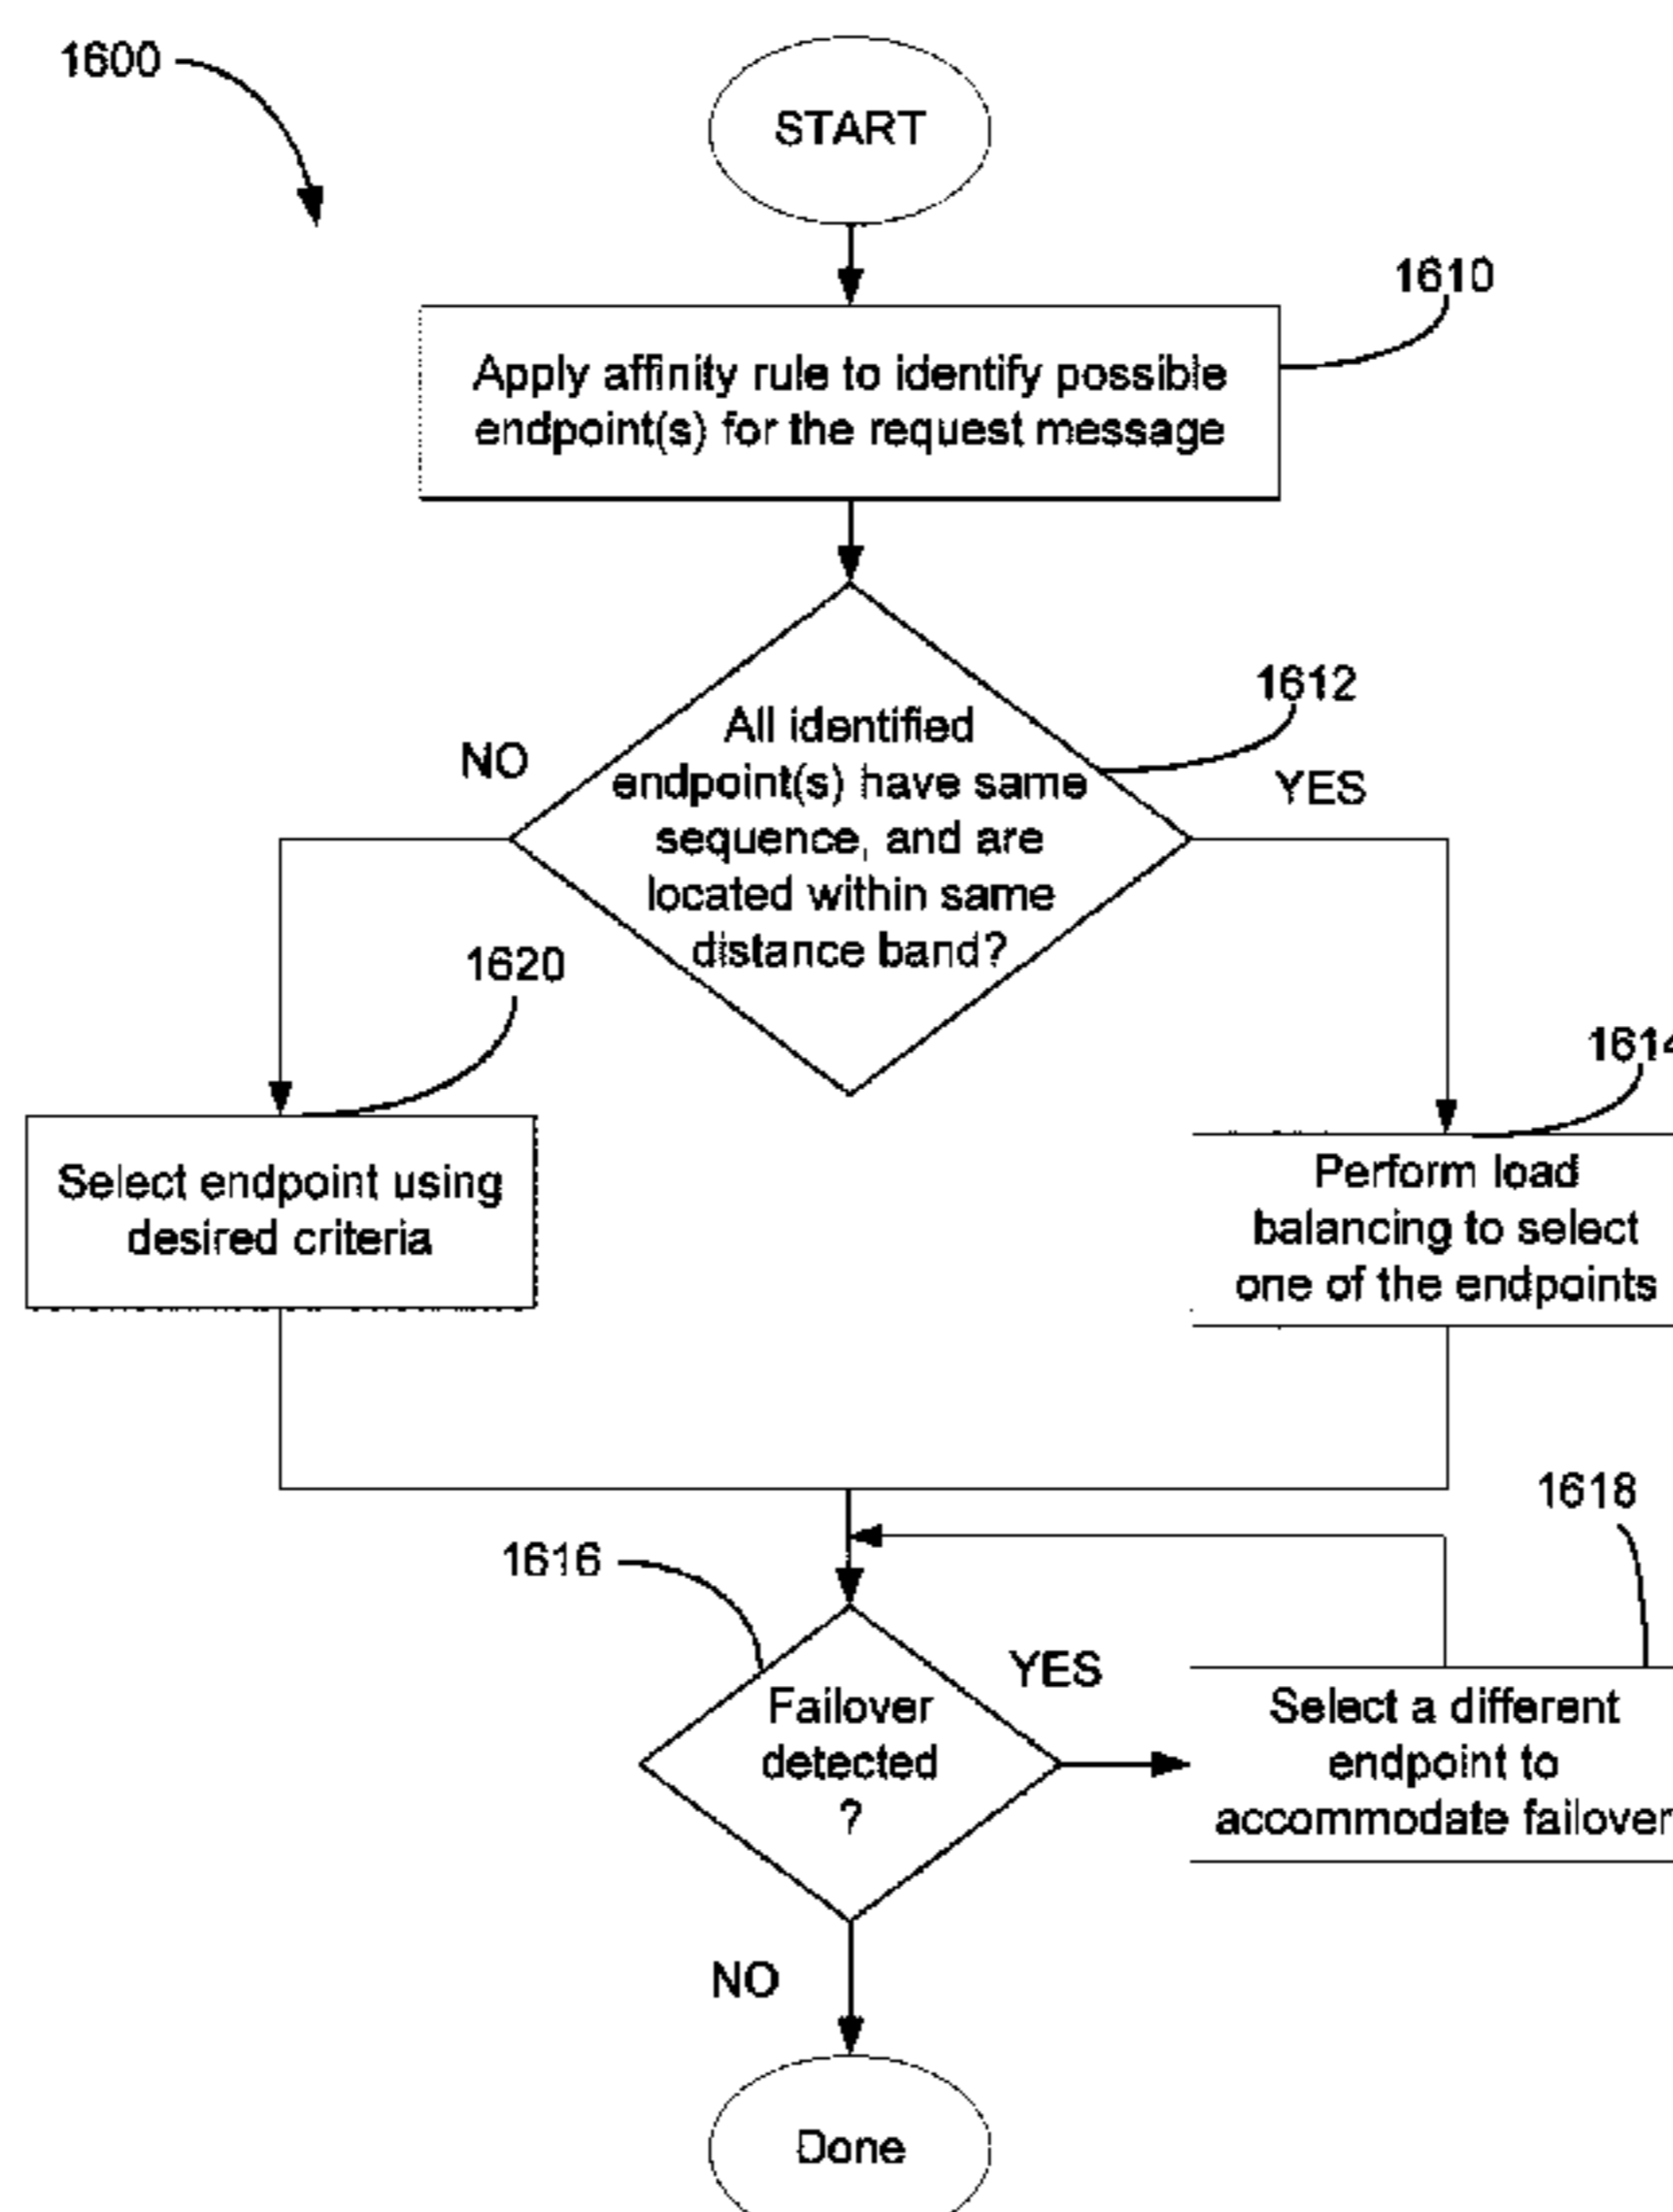 1600
START
1610
Apply affinity rule to identify possible
endpoint(s) for the request message
1612
NO
YES
All identified
endpoint(s) have same
sequence, and are
located within same
distance band?
1620
1614
Select endpoint using
desired criteria
Perform load
balancing to select
one of the endpoints
1618
1616
YES
Failover
detected
?
Select a different
endpoint to
accommodate failover
NO
Done